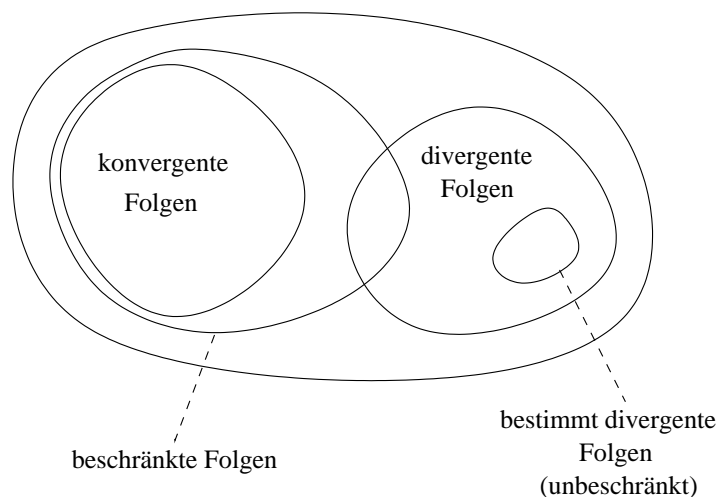 konvergente
Folgen
divergente
Folgen
beschränkte Folgen
bestimmt divergente
Folgen
(unbeschränkt)